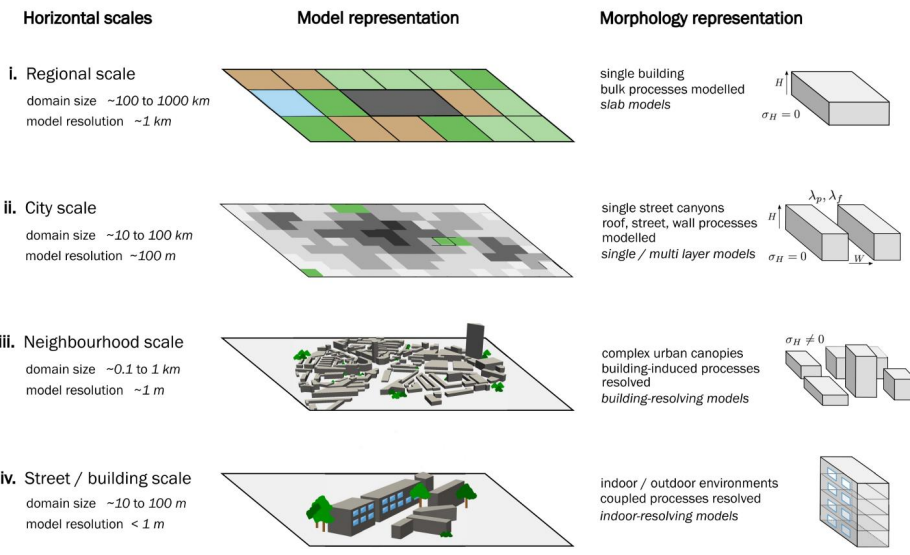 Horizontal scales
Model representation
Morphology representation
i. Regional scale
domain size ~100 to 1000 km
model resolution ~1 km
single building
bulk processes modelled
slab models
H
σ_H = 0
ii. City scale
domain size ~10 to 100 km
model resolution ~100 m
single street canyons
roof, street, wall processes
modelled
single / multi layer models
λ_p, λ_f
H
σ_H = 0
W
iii. Neighbourhood scale
domain size ~0.1 to 1 km
model resolution ~1 m
complex urban canopies
building-induced processes
resolved
building-resolving models
σ_H ≠ 0
iv. Street / building scale
domain size ~10 to 100 m
model resolution < 1 m
indoor / outdoor environments
coupled processes resolved
indoor-resolving models